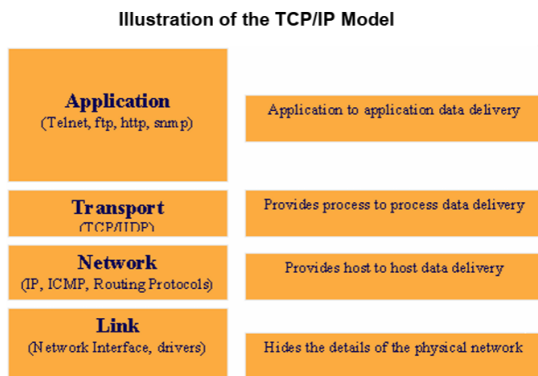 Illustration of the TCP/IP Model
Application
(Telnet, ftp, http, snmp)
Application to application data delivery
Transport
(TCP/UDP)
Provides process to process data delivery
Network
(IP, ICMP, Routing Protocols)
Provides host to host data delivery
Link
(Network Interface, drivers)
Hides the details of the physical network